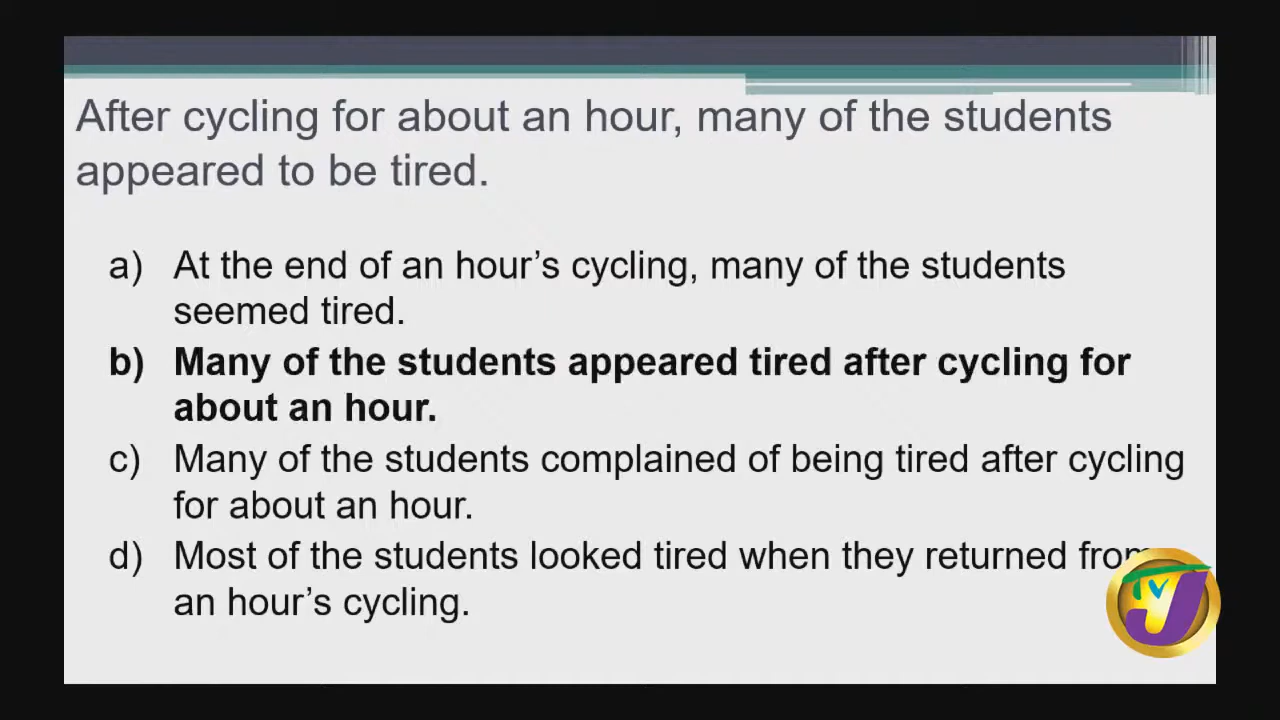 After cycling for about an hour, many of the students
appeared to be tired.
a) At the end of an hour’s cycling, many of the students
seemed tired.
b) Many of the students appeared tired after cycling for
about an hour.
c) Many of the students complained of being tired after cycling
for about an hour.
d) Most of the students looked tired when they returned from
an hour’s cycling.
TVJ